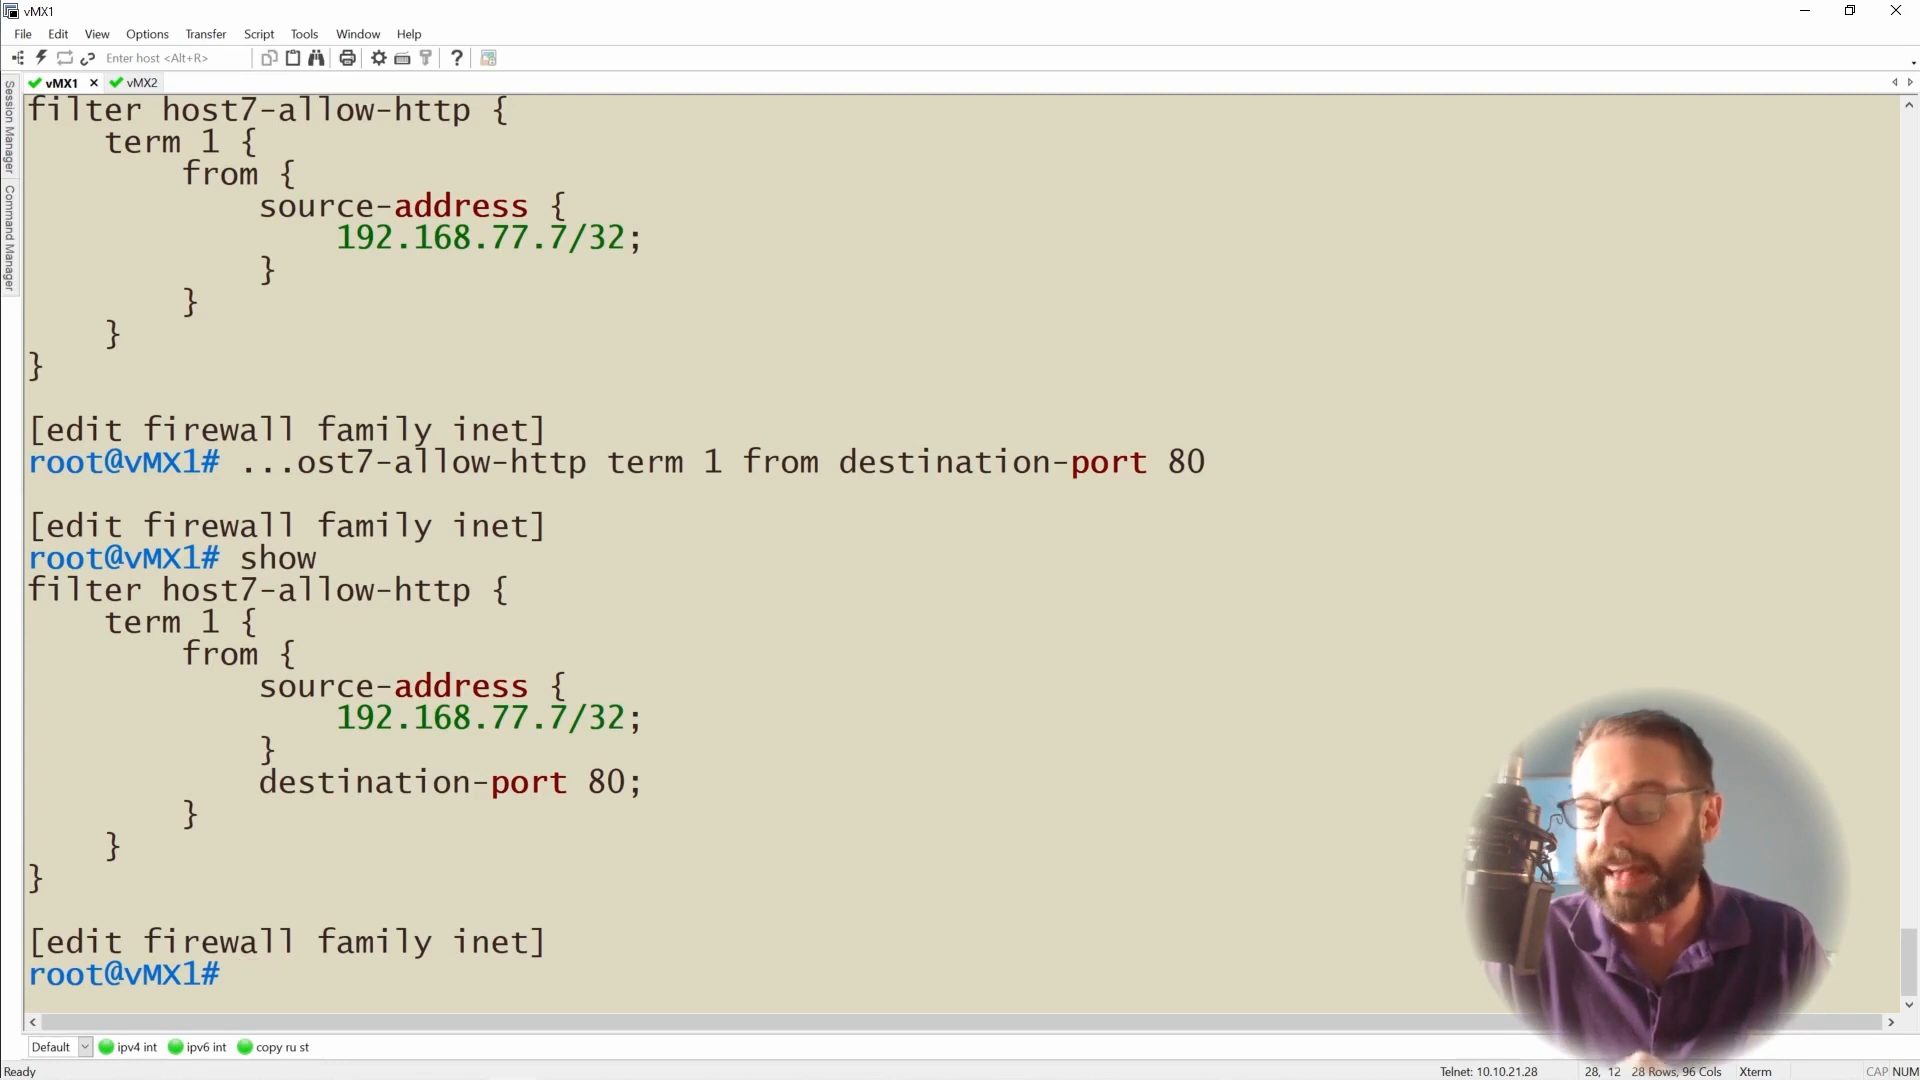 vMX1
File Edit View Options Transfer Script Tools Window Help
Enter host <Alt+R>
vMX1 vMX2
Session Manager
Command Manager
filter host7-allow-http {
term 1 {
from {
source-address {
192.168.77.7/32;
}
}
}
}
[edit firewall family inet]
root@vMX1# ...ost7-allow-http term 1 from destination-port 80
[edit firewall family inet]
root@vMX1# show
filter host7-allow-http {
term 1 {
from {
source-address {
192.168.77.7/32;
}
destination-port 80;
}
}
}
[edit firewall family inet]
root@vMX1#
Default ipv4 int ipv6 int copy ru st
Ready Telnet: 10.10.21.28 28, 12 28 Rows, 96 Cols Xterm CAP NUM